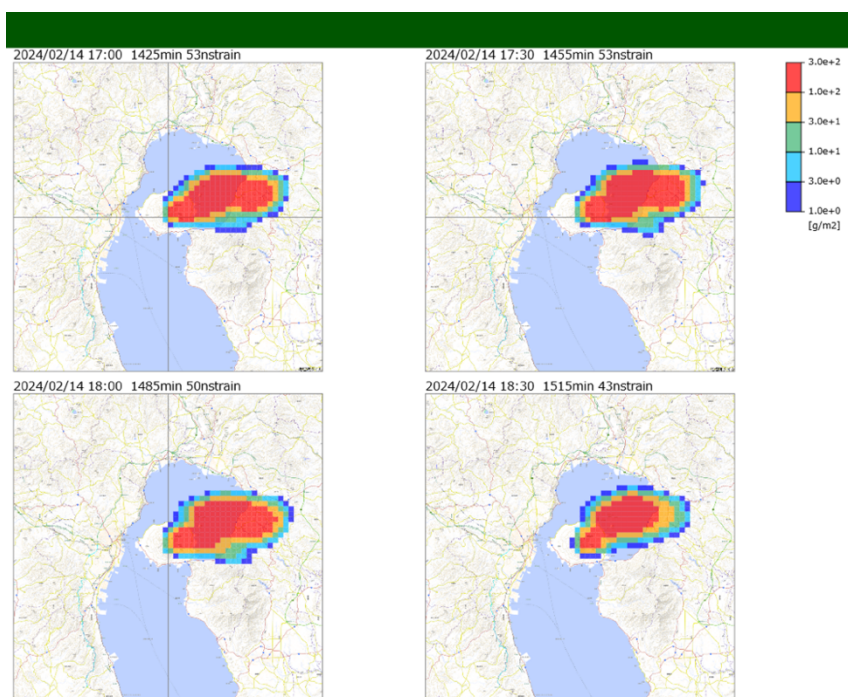 2024/02/14 17:00 1425min 53nstrain
2024/02/14 17:30 1455min 53nstrain
3.0e+2
1.0e+2
3.0e+1
1.0e+1
3.0e+0
1.0e+0
[g/m2]
2024/02/14 18:00 1485min 50nstrain
2024/02/14 18:30 1515min 43nstrain